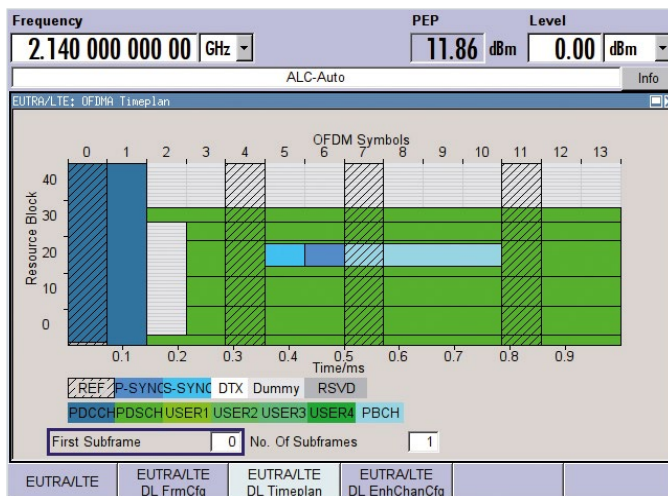 Frequency PEP Level
2.140 000 000 00 GHz 11.86 dBm 0.00 dBm
ALC-Auto Info
EUTRA/LTE: OFDMA Timeplan
OFDM Symbols
0 1 2 3 4 5 6 7 8 9 10 11 12 13
Resource Block
40
30
20
10
0
0.1 0.2 0.3 0.4 0.5 0.6 0.7 0.8 0.9
Time/ms
REF P-SYNC S-SYNC DTX Dummy RSVD
PDCCH PDSCH USER1 USER2 USER3 USER4 PBCH
First Subframe 0 No. Of Subframes 1
EUTRA/LTE
EUTRA/LTE
DL FrmCfg
EUTRA/LTE
DL Timeplan
EUTRA/LTE
DL EnhChanCfg